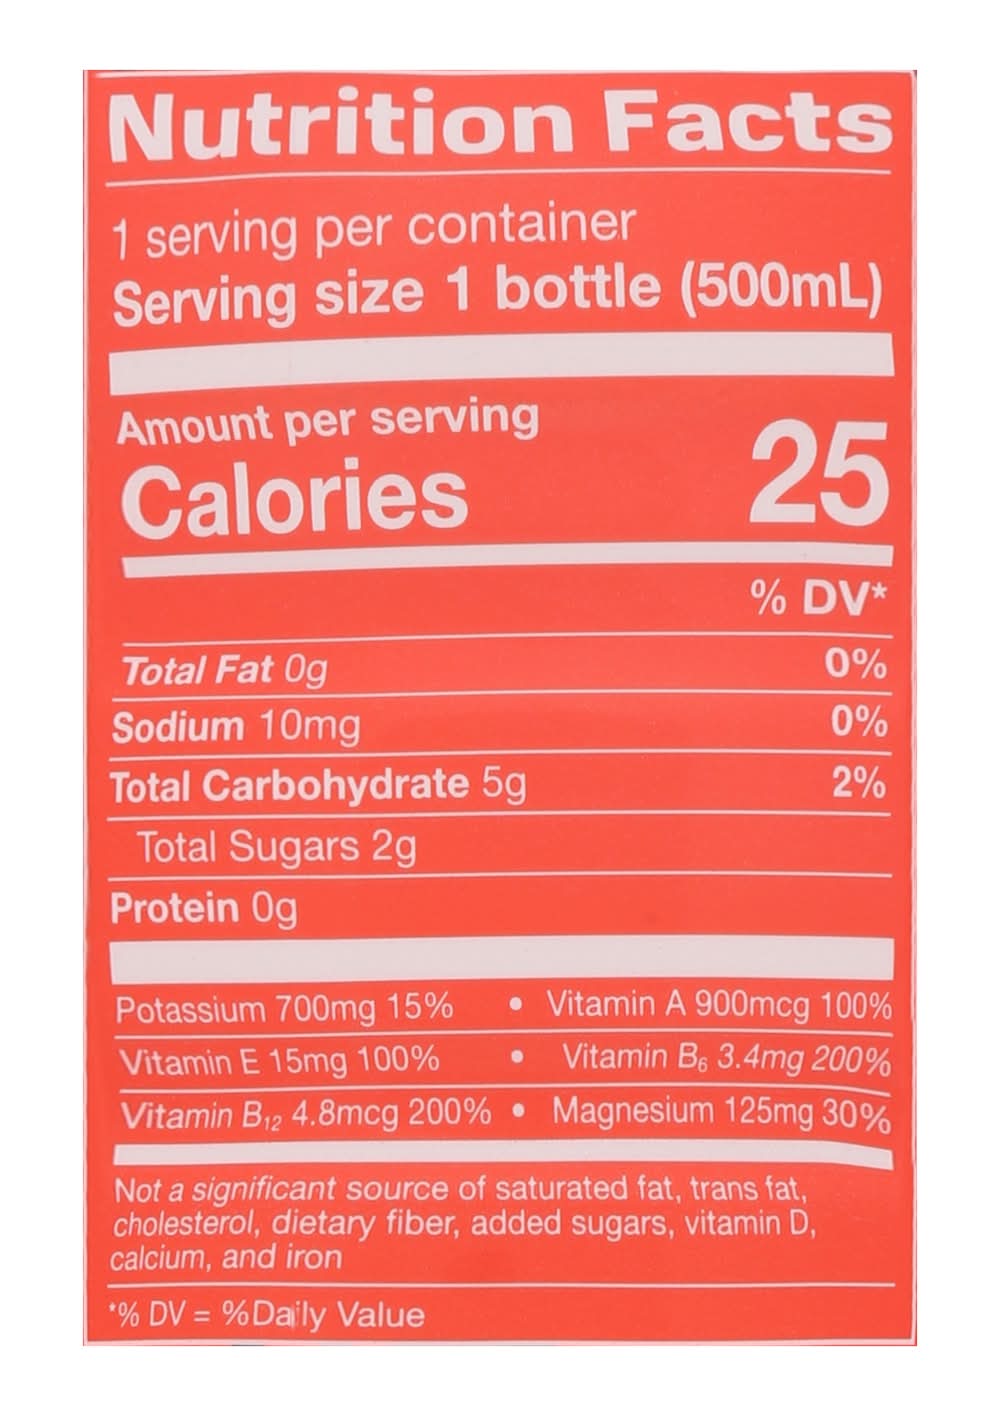 Nutrition Facts
1 serving per container
Serving size 1 bottle (500mL)
Amount per serving
Calories 25
% DV*
Total Fat 0g 0%
Sodium 10mg 0%
Total Carbohydrate 5g 2%
Total Sugars 2g
Protein 0g
Potassium 700mg 15% • Vitamin A 900mcg 100%
Vitamin E 15mg 100% • Vitamin B₆ 3.4mg 200%
Vitamin B₁₂ 4.8mcg 200% • Magnesium 125mg 30%
Not a significant source of saturated fat, trans fat,
cholesterol, dietary fiber, added sugars, vitamin D,
calcium, and iron
*% DV = %Daily Value